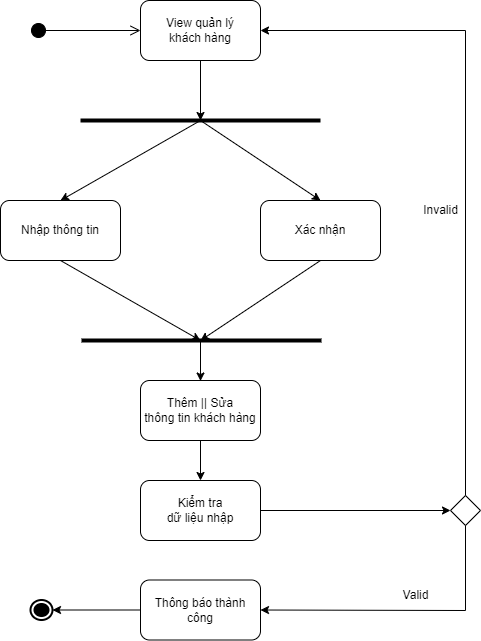 View quản lý
khách hàng
Nhập thông tin
Xác nhận
Invalid
Thêm || Sửa
thông tin khách hàng
Kiểm tra
dữ liệu nhập
Valid
Thông báo thành
công